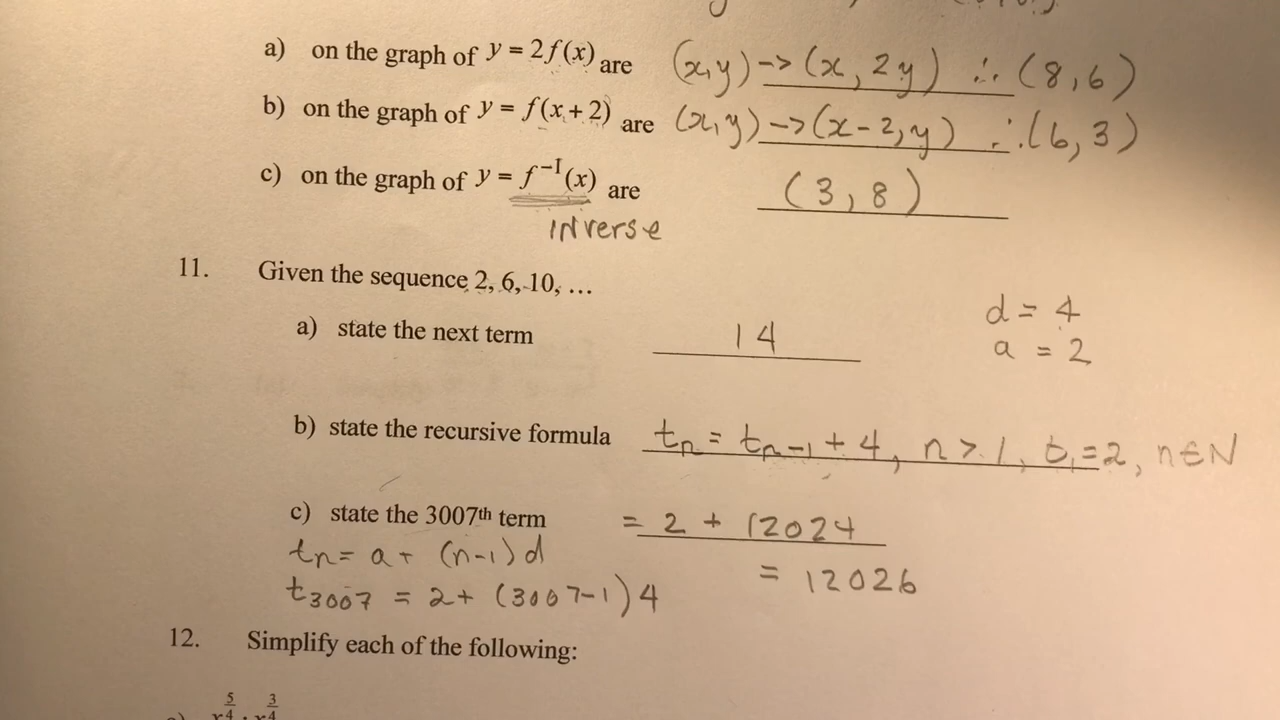 a) on the graph of y = 2f(x) are (x,y) -> (x, 2y) ∴ (8,6)
b) on the graph of y = f(x+2) are (x,y) -> (x-2,y) ∴ (6,3)
c) on the graph of y = f⁻¹(x) are (3,8)
inverse
11. Given the sequence 2, 6, 10, …
d = 4
a) state the next term 14
a = 2
b) state the recursive formula tₙ = tₙ₋₁ + 4, n > 1, t₁=2, n∈N
c) state the 3007th term = 2 + 12024
tₙ = a + (n-1)d = 12026
t₃₀₀₇ = 2+ (3007-1)4
12. Simplify each of the following: